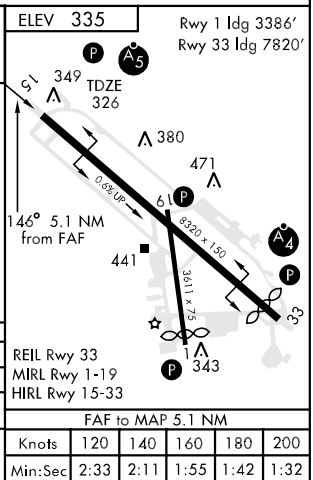 ELEV 335
Rwy 1 ldg 3386'
Rwy 33 ldg 7820'
P
A5
15
349
TDZE
326
380
471
0.6% UP
19
P
8320 x 150
A4
146° 5.1 NM
from FAF
441
3611 x 75
P
33
1
343
P
REIL Rwy 33
MIRL Rwy 1-19
HIRL Rwy 15-33
FAF to MAP 5.1 NM
Knots 120 140 160 180 200
Min:Sec 2:33 2:11 1:55 1:42 1:32